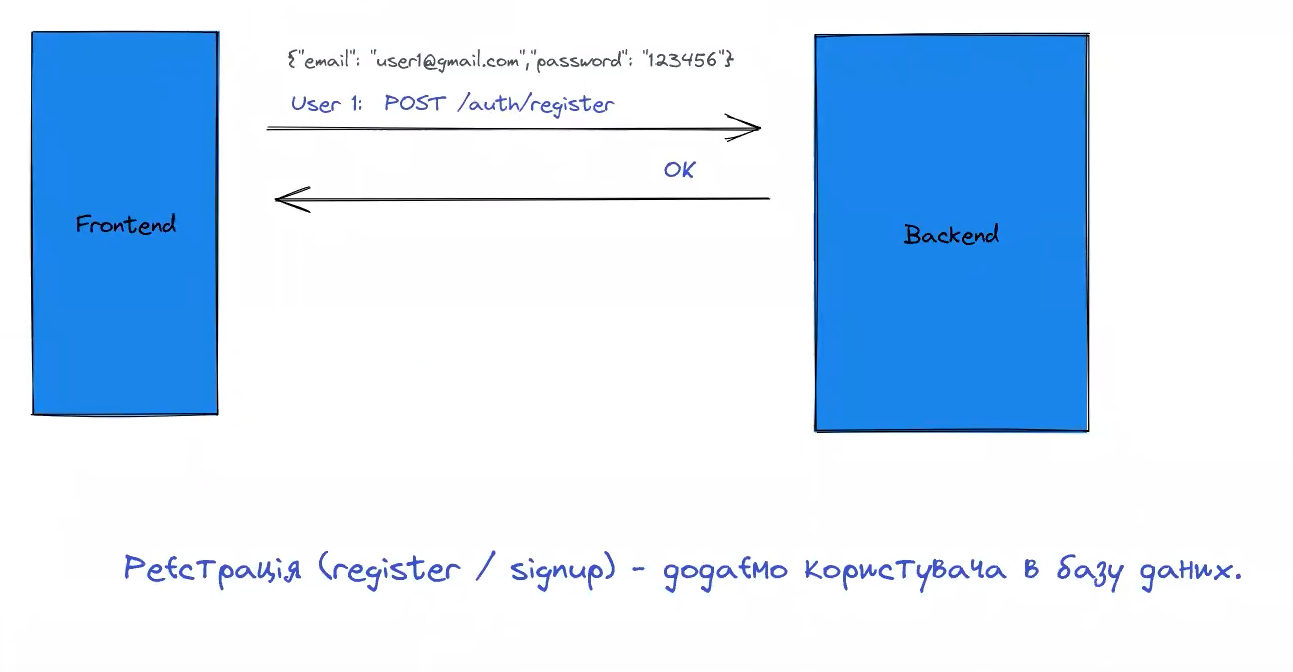 {"email": "user1@gmail.com","password": "123456"}
User 1: POST /auth/register
OK
Frontend
Backend
Реєстрація (register / signup) - додаємо користувача в базу даних.